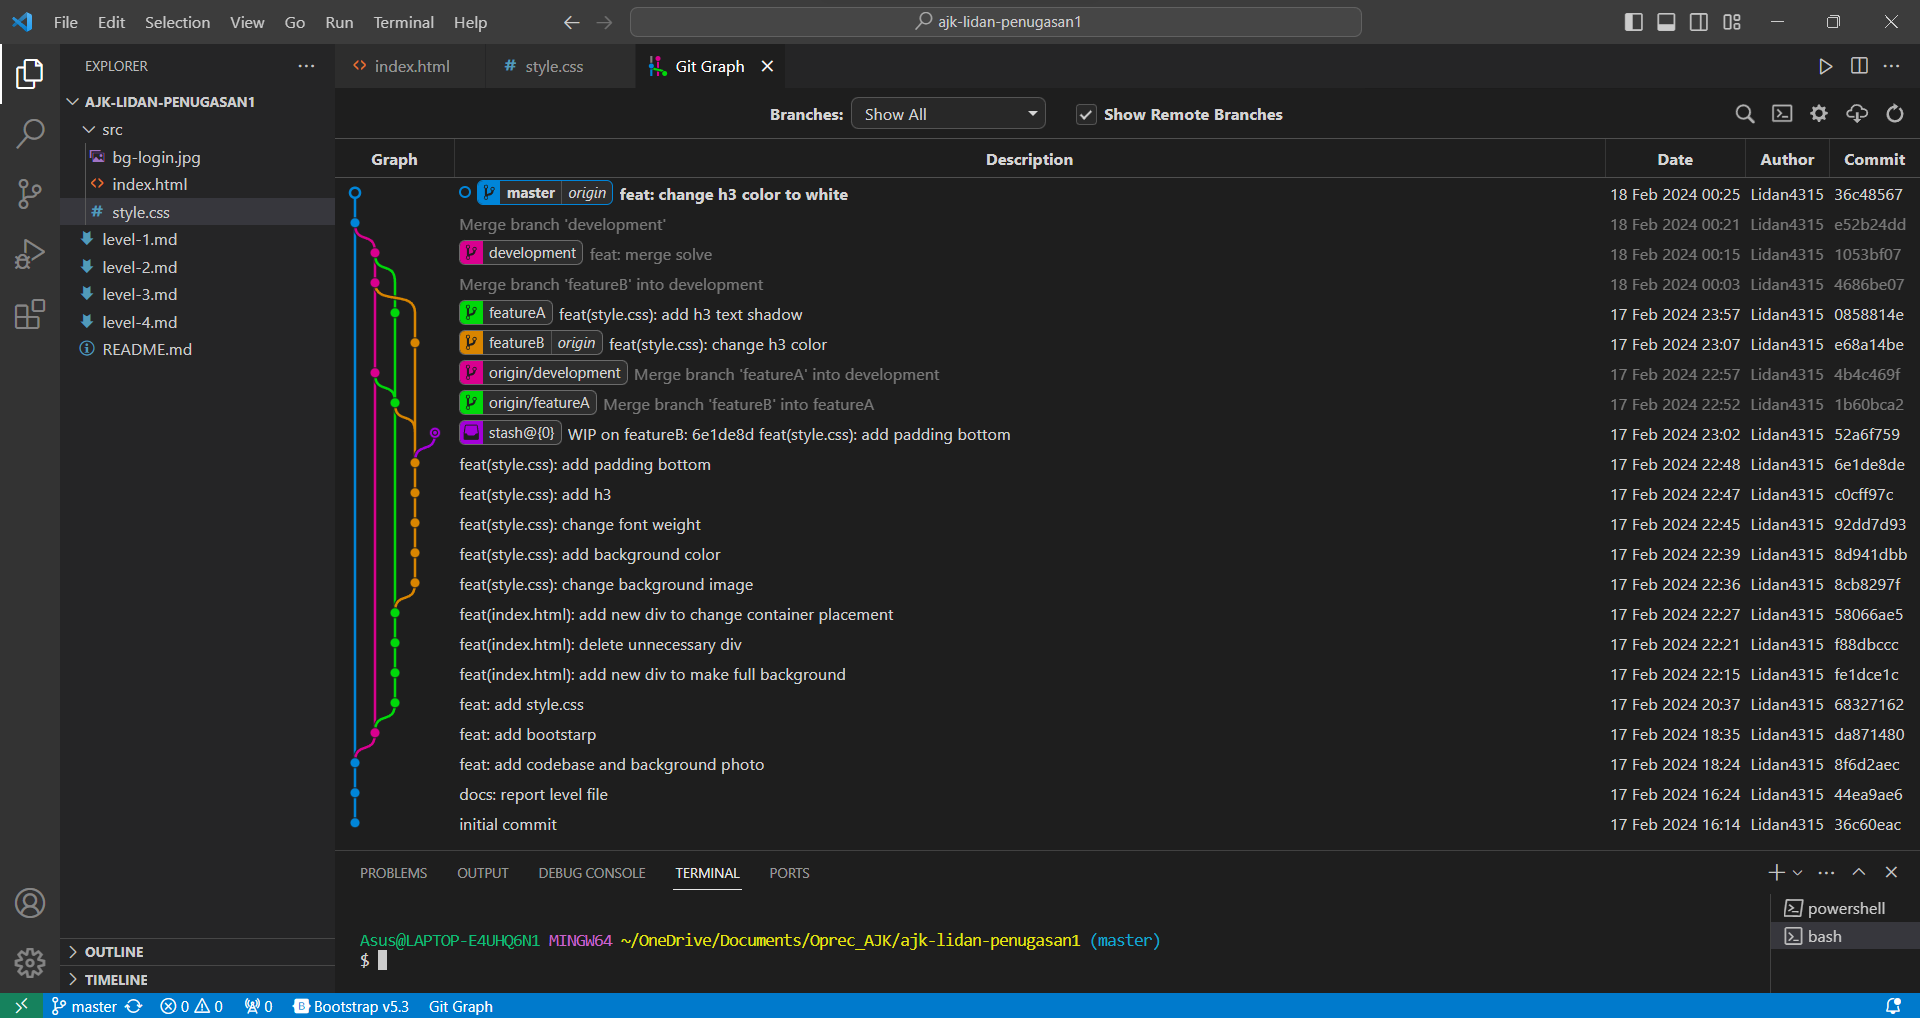 File Edit Selection View Go Run Terminal Help ajk-lidan-penugasan1
EXPLORER
AJK-LIDAN-PENUGASAN1
src
bg-login.jpg
index.html
style.css
level-1.md
level-2.md
level-3.md
level-4.md
README.md
OUTLINE
TIMELINE
index.html style.css Git Graph
Branches: Show All Show Remote Branches
Graph Description Date Author Commit
master origin feat: change h3 color to white 18 Feb 2024 00:25 Lidan4315 36c48567
Merge branch 'development' 18 Feb 2024 00:21 Lidan4315 e52b24dd
development feat: merge solve 18 Feb 2024 00:15 Lidan4315 1053bf07
Merge branch 'featureB' into development 18 Feb 2024 00:03 Lidan4315 4686be07
featureA feat(style.css): add h3 text shadow 17 Feb 2024 23:57 Lidan4315 0858814e
featureB origin feat(style.css): change h3 color 17 Feb 2024 23:07 Lidan4315 e68a14be
origin/development Merge branch 'featureA' into development 17 Feb 2024 22:57 Lidan4315 4b4c469f
origin/featureA Merge branch 'featureB' into featureA 17 Feb 2024 22:52 Lidan4315 1b60bca2
stash@{0} WIP on featureB: 6e1de8d feat(style.css): add padding bottom 17 Feb 2024 23:02 Lidan4315 52a6f759
feat(style.css): add padding bottom 17 Feb 2024 22:48 Lidan4315 6e1de8de
feat(style.css): add h3 17 Feb 2024 22:47 Lidan4315 c0cff97c
feat(style.css): change font weight 17 Feb 2024 22:45 Lidan4315 92dd7d93
feat(style.css): add background color 17 Feb 2024 22:39 Lidan4315 8d941dbb
feat(style.css): change background image 17 Feb 2024 22:36 Lidan4315 8cb8297f
feat(index.html): add new div to change container placement 17 Feb 2024 22:27 Lidan4315 58066ae5
feat(index.html): delete unnecessary div 17 Feb 2024 22:21 Lidan4315 f88dbccc
feat(index.html): add new div to make full background 17 Feb 2024 22:15 Lidan4315 fe1dce1c
feat: add style.css 17 Feb 2024 20:37 Lidan4315 68327162
feat: add bootstarp 17 Feb 2024 18:35 Lidan4315 da871480
feat: add codebase and background photo 17 Feb 2024 18:24 Lidan4315 8f6d2aec
docs: report level file 17 Feb 2024 16:24 Lidan4315 44ea9ae6
initial commit 17 Feb 2024 16:14 Lidan4315 36c60eac
PROBLEMS OUTPUT DEBUG CONSOLE TERMINAL PORTS
Asus@LAPTOP-E4UHQ6N1 MINGW64 ~/OneDrive/Documents/Oprec_AJK/ajk-lidan-penugasan1 (master)
$
powershell
bash
master 0 0 0 Bootstrap v5.3 Git Graph